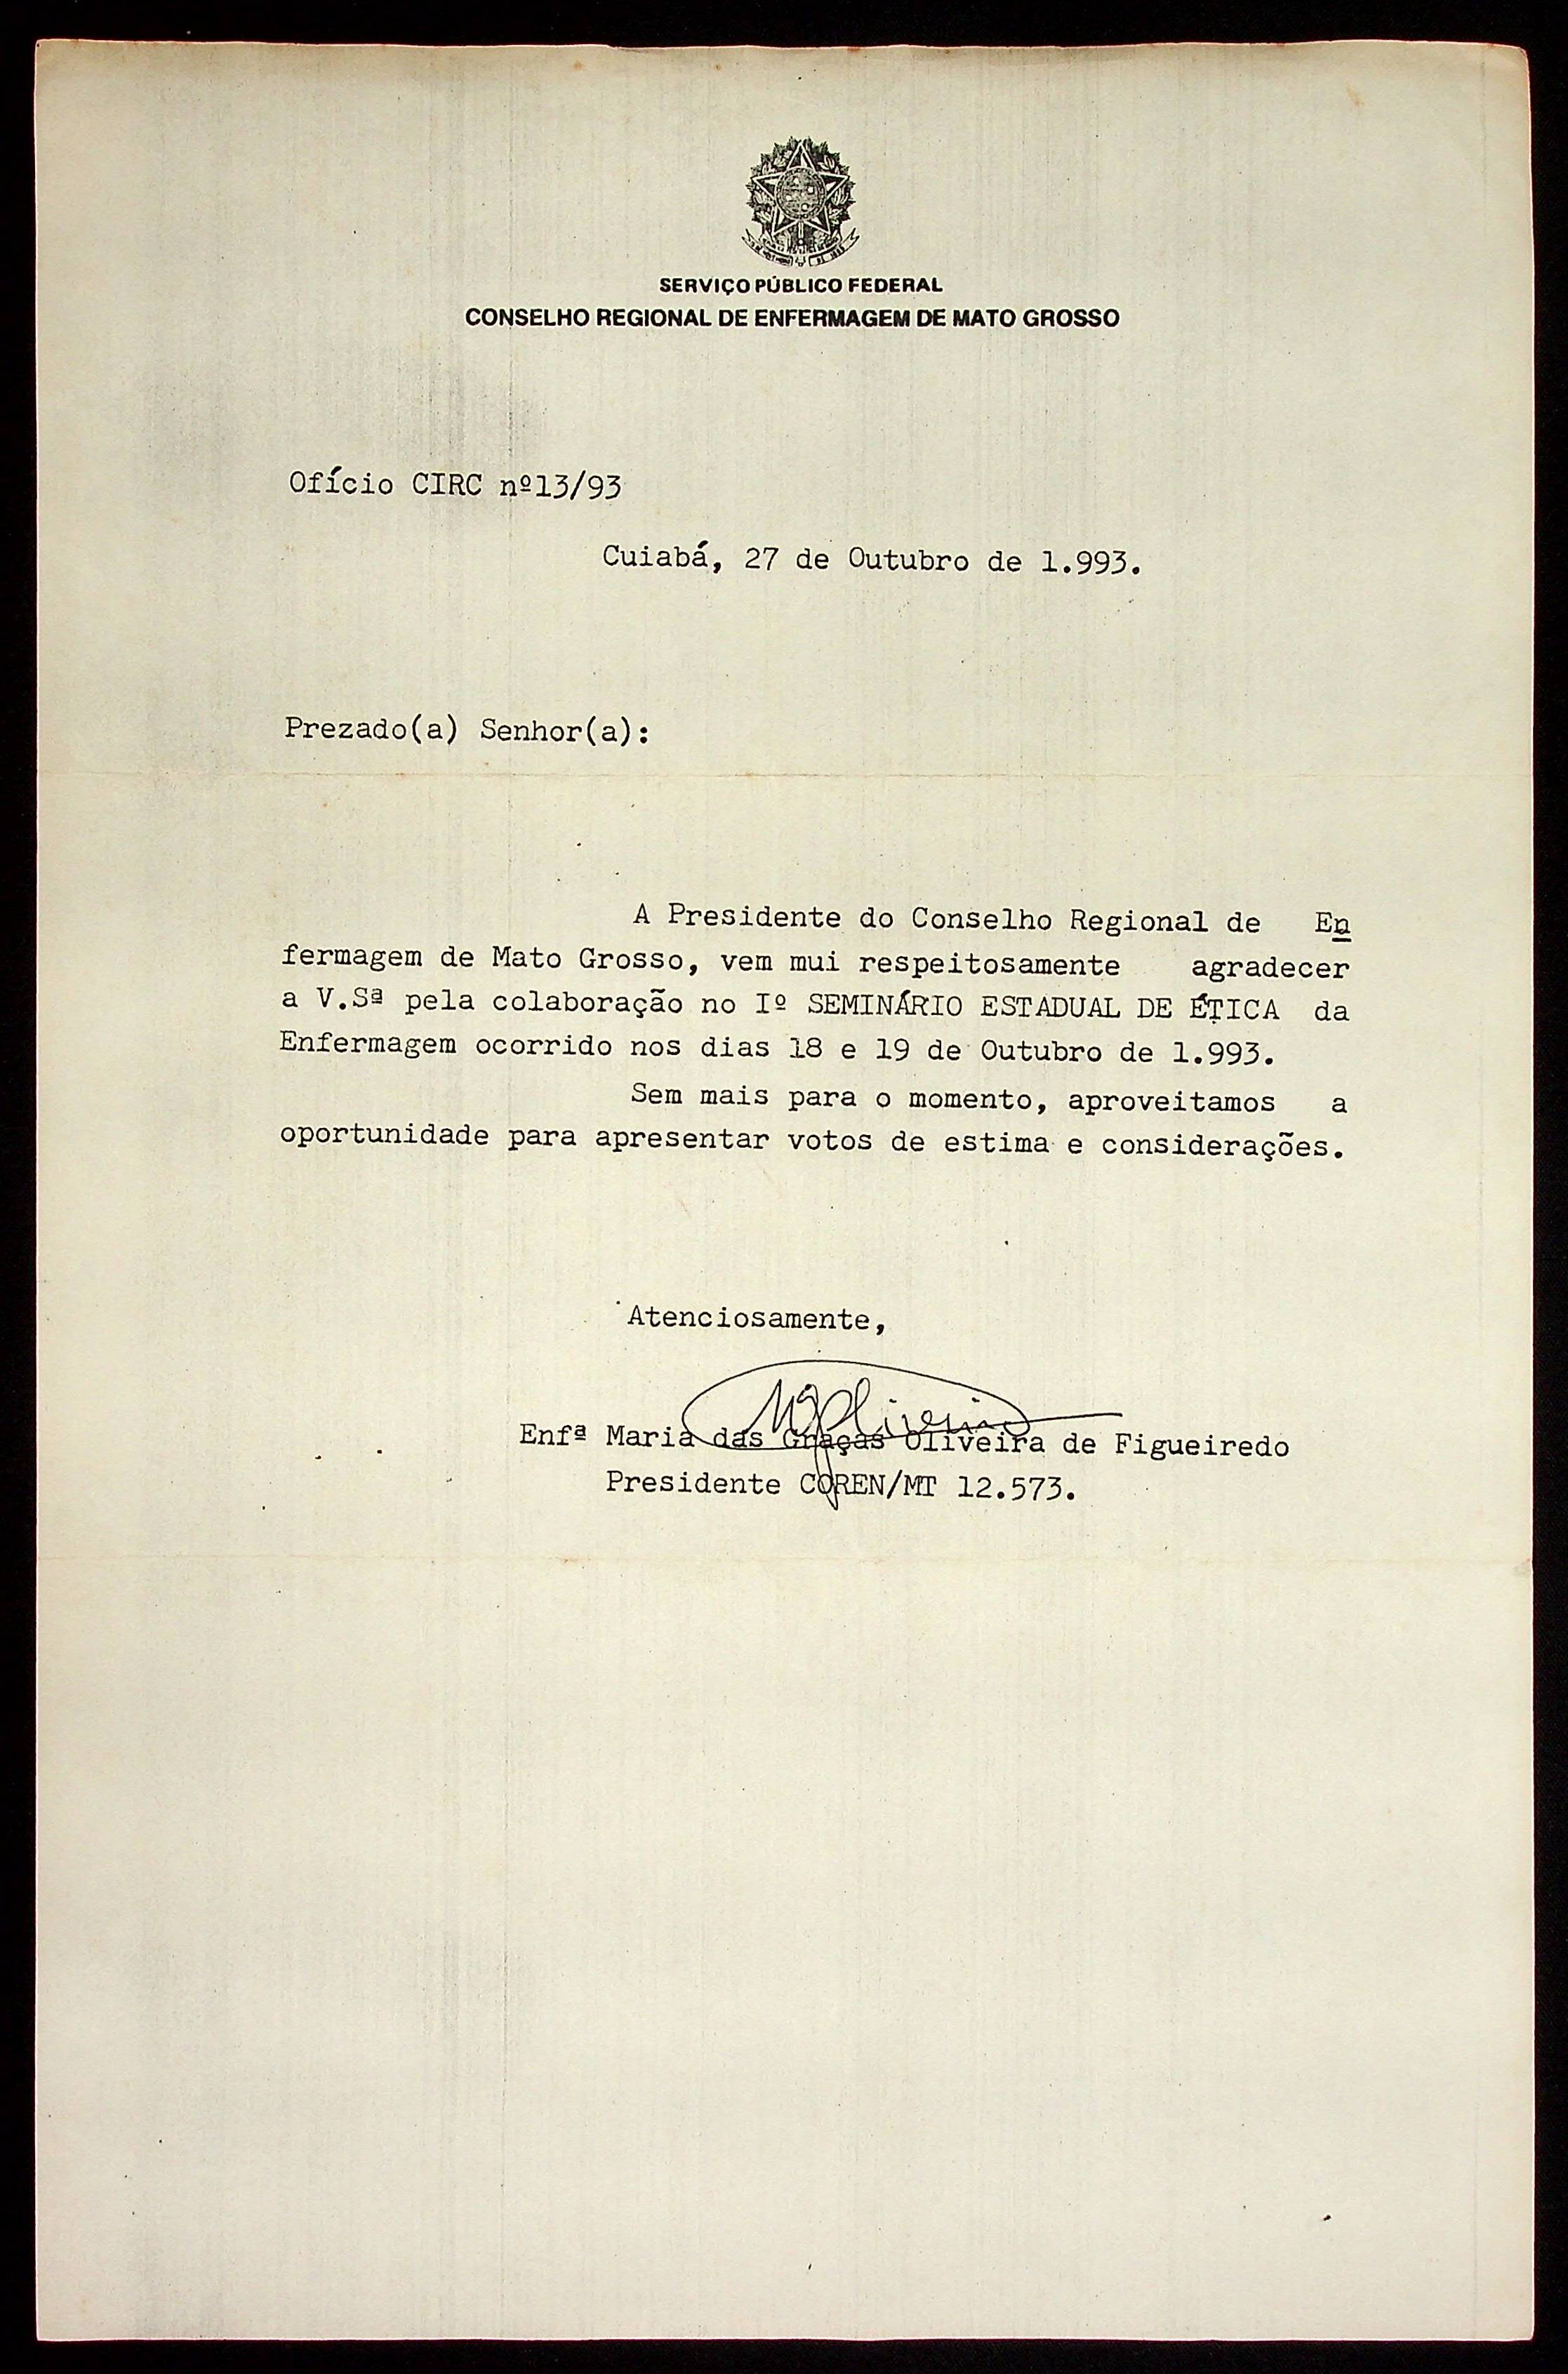 SERVIÇO PÚBLICO FEDERAL
CONSELHO REGIONAL DE ENFERMAGEM DE MATO GROSSO
Ofício CIRC nº13/93
Cuiabá, 27 de Outubro de 1.993.
Prezado(a) Senhor(a):
A Presidente do Conselho Regional de En
fermagem de Mato Grosso, vem mui respeitosamente agradecer
a V.Sª pela colaboração no Iº SEMINÁRIO ESTADUAL DE ÉTICA da
Enfermagem ocorrido nos dias 18 e 19 de Outubro de 1.993.
Sem mais para o momento, aproveitamos a
oportunidade para apresentar votos de estima e considerações.
Atenciosamente,
Enfª Maria das Graças Oliveira de Figueiredo
Presidente COREN/MT 12.573.